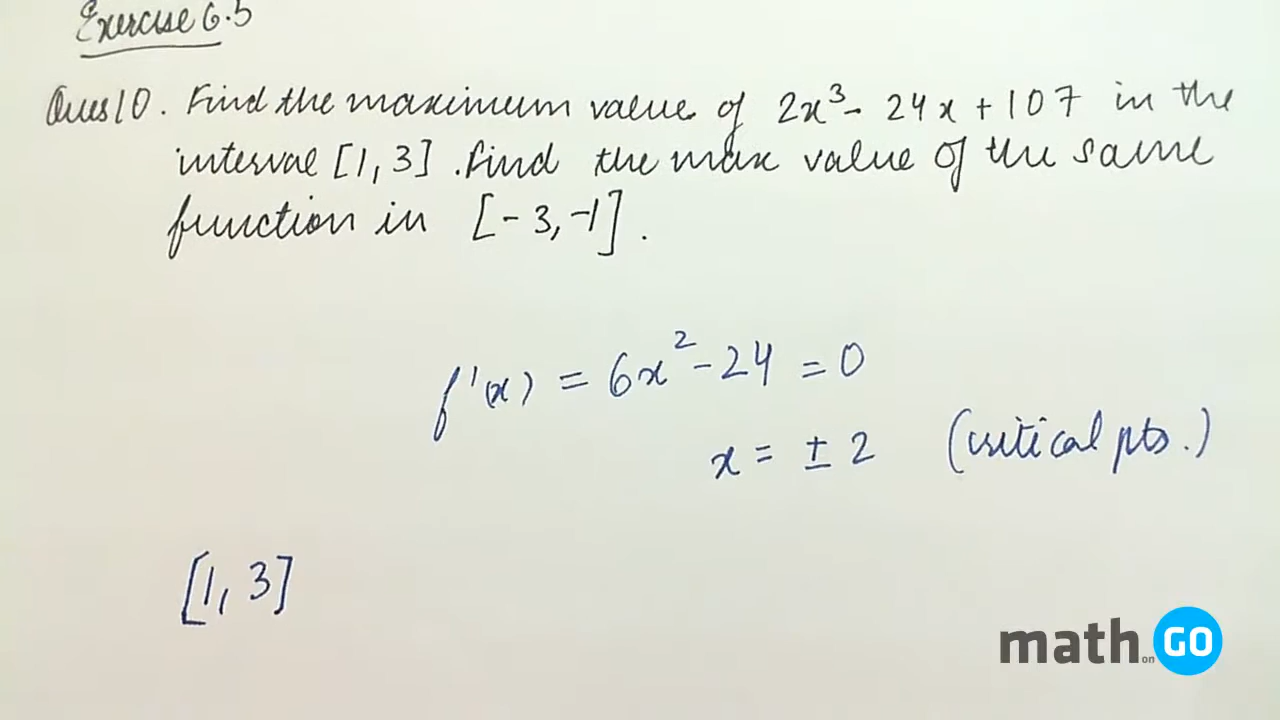 Exercise 6.5
Ques 10. Find the maximum value of 2x³ - 24x + 107 in the
interval [1, 3]. Find the max value of the same
function in [-3, -1].
f'(x) = 6x² - 24 = 0
x = ± 2 (critical pts.)
[1, 3]
math on GO